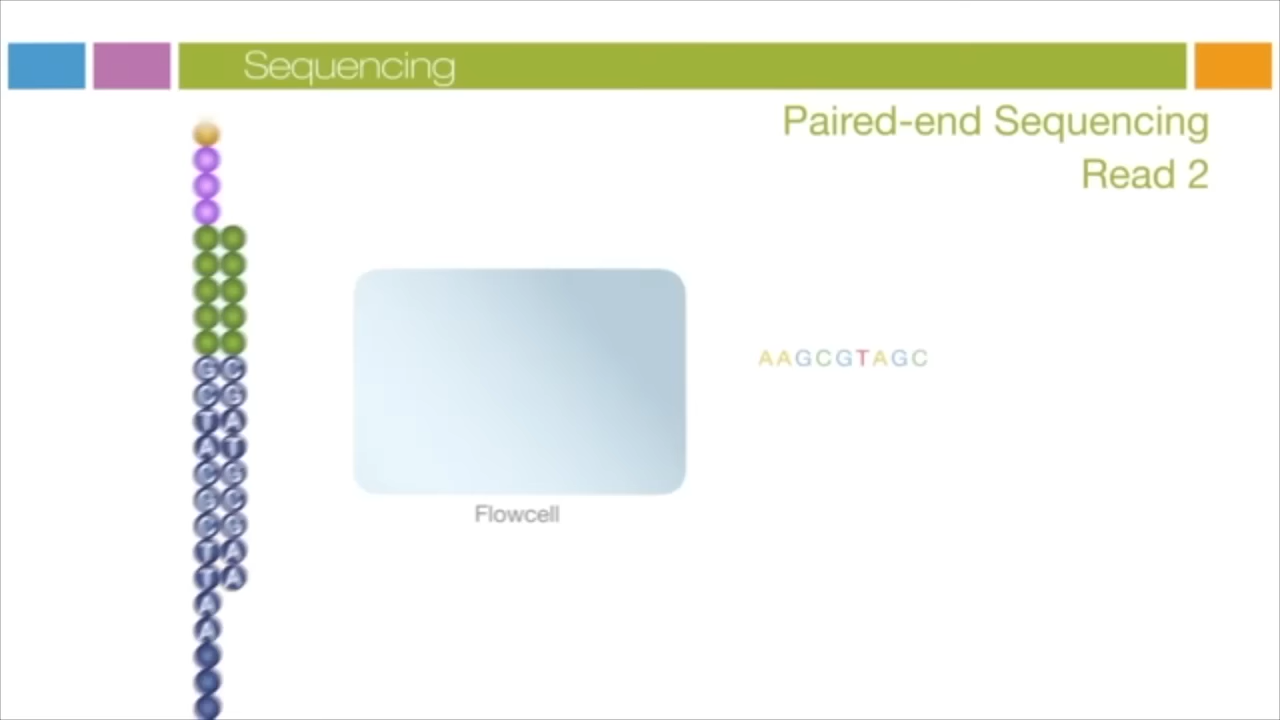 Sequencing
Paired-end Sequencing
Read 2
G C
C G
T A
A T
C G
G C
C G
T A
T A
A
A
AAGCGTAGC
Flowcell